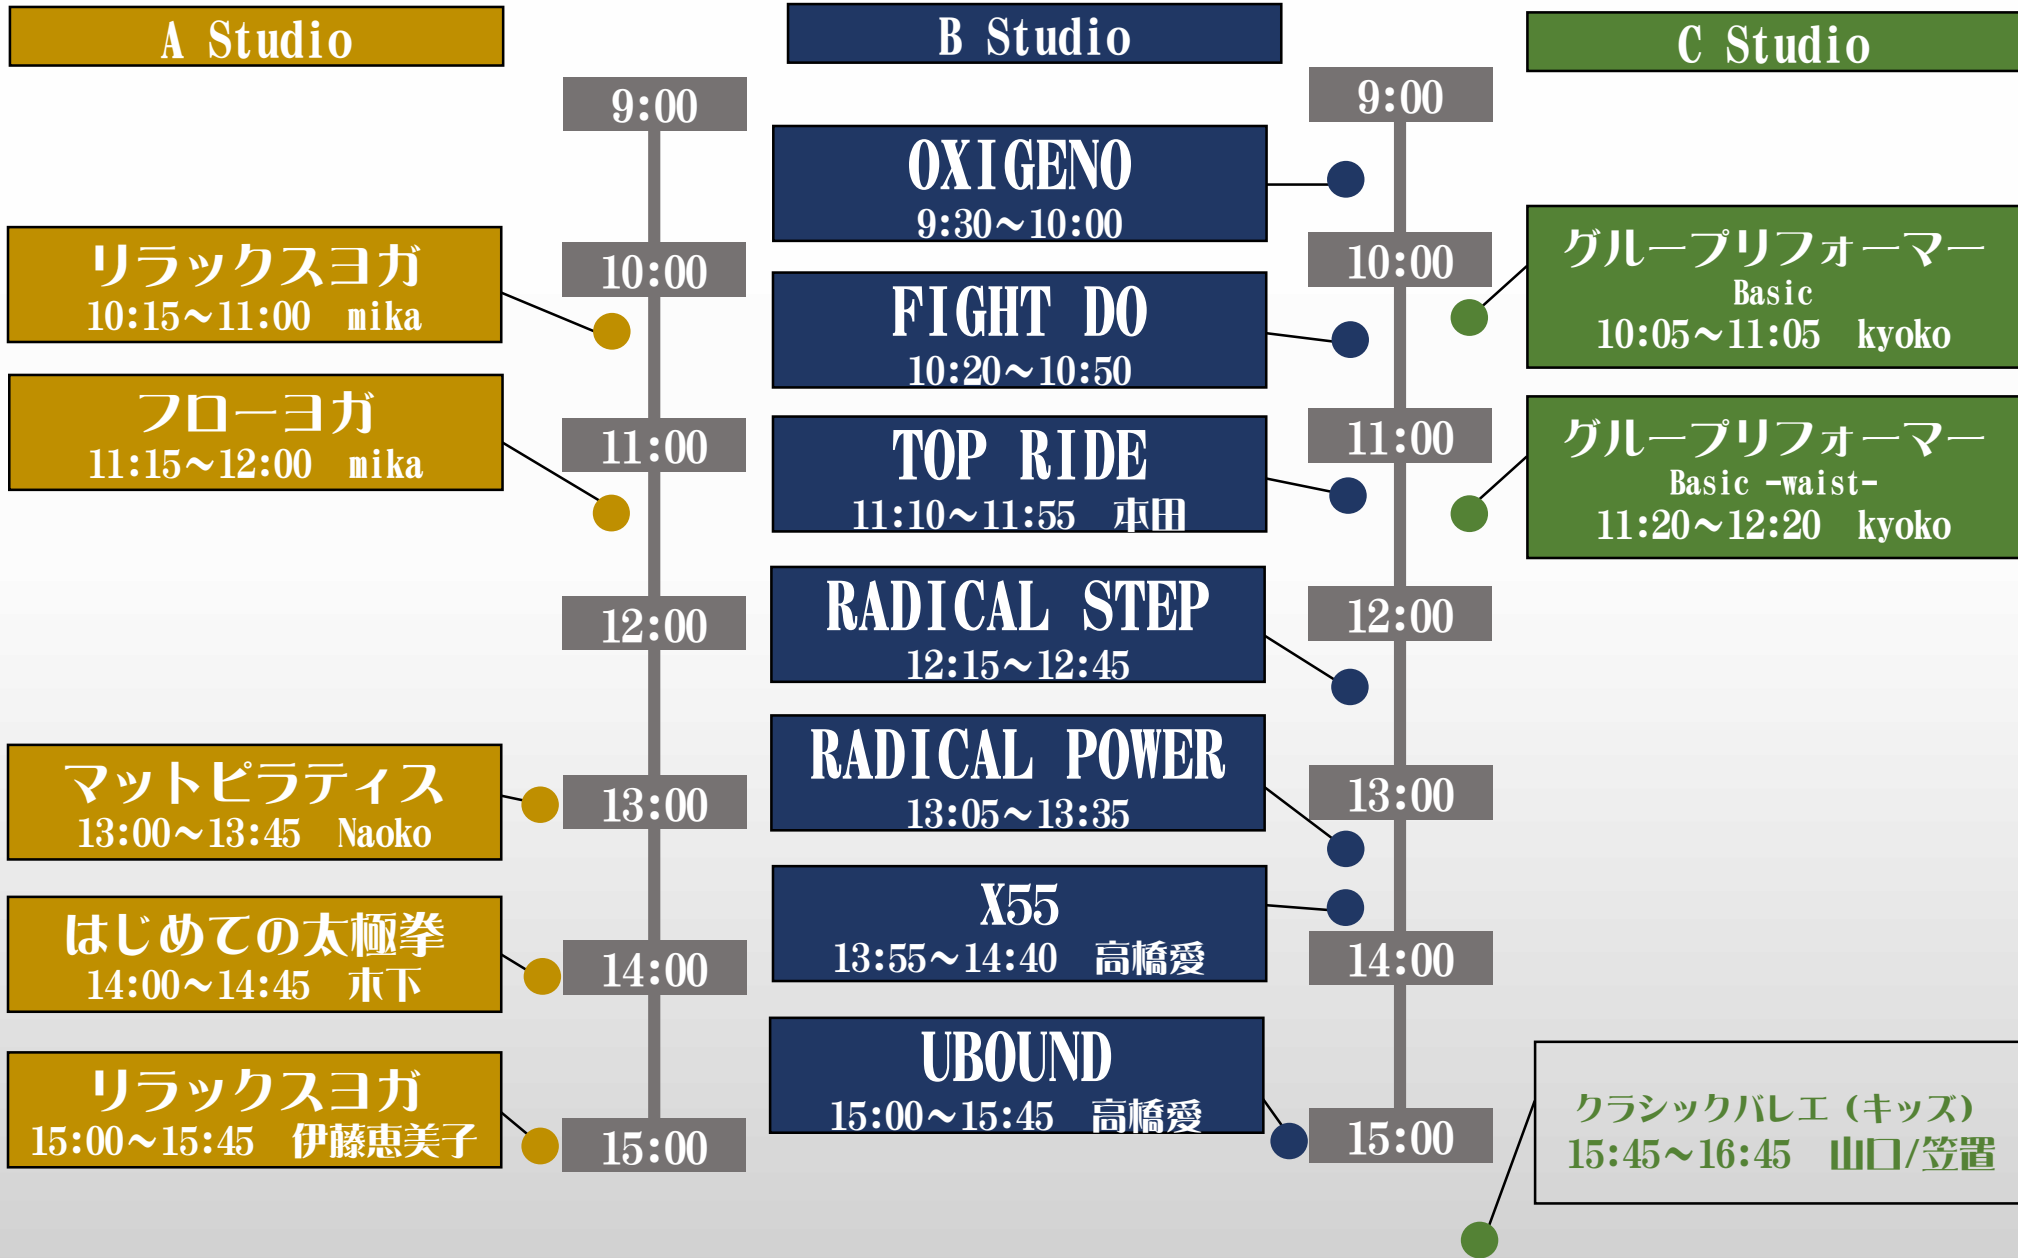 A Studio
リラックスヨガ
10:15～11:00　mika
フローヨガ
11:15～12:00　mika
マットピラティス
13:00～13:45　Naoko
はじめての太極拳
14:00～14:45　木下
リラックスヨガ
15:00～15:45　伊藤恵美子
9:00
10:00
11:00
12:00
13:00
14:00
15:00
B Studio
OXIGENO
9:30～10:00
FIGHT DO
10:20～10:50
TOP RIDE
11:10～11:55　本田
RADICAL STEP
12:15～12:45
RADICAL POWER
13:05～13:35
X55
13:55～14:40　高橋愛
UBOUND
15:00～15:45　高橋愛
9:00
10:00
11:00
12:00
13:00
14:00
15:00
C Studio
グループリフォーマー
Basic
10:05～11:05　kyoko
グループリフォーマー
Basic -waist-
11:20～12:20　kyoko
クラシックバレエ（キッズ）
15:45～16:45　山口/笠置